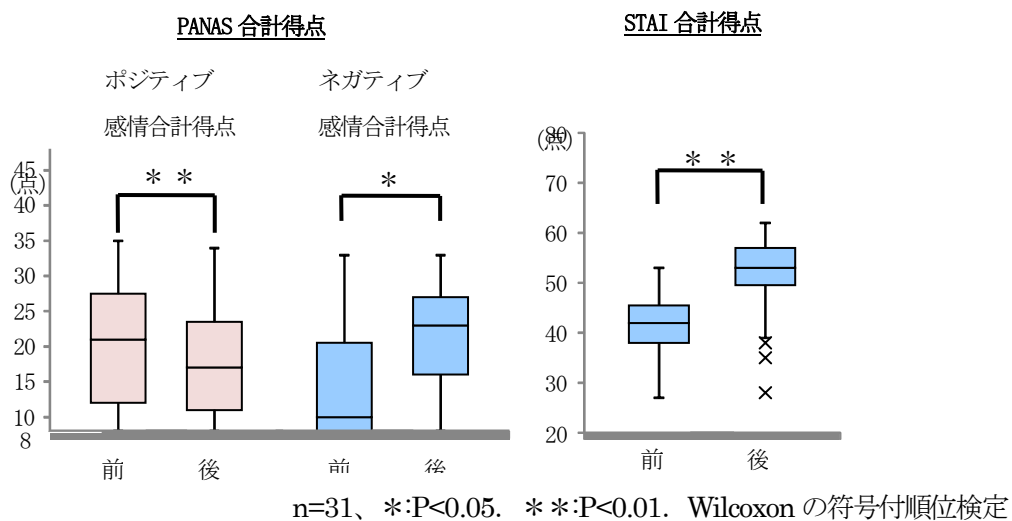 PANAS 合計得点
ポジティブ
感情合計得点
ネガティブ
感情合計得点
(点)
45
40
35
30
25
20
15
10
8
＊＊
＊
前
後
前
後
STAI 合計得点
(点)
80
70
60
50
40
30
20
＊＊
前
後
n=31、＊:P<0.05. ＊＊:P<0.01. Wilcoxon の符号付順位検定